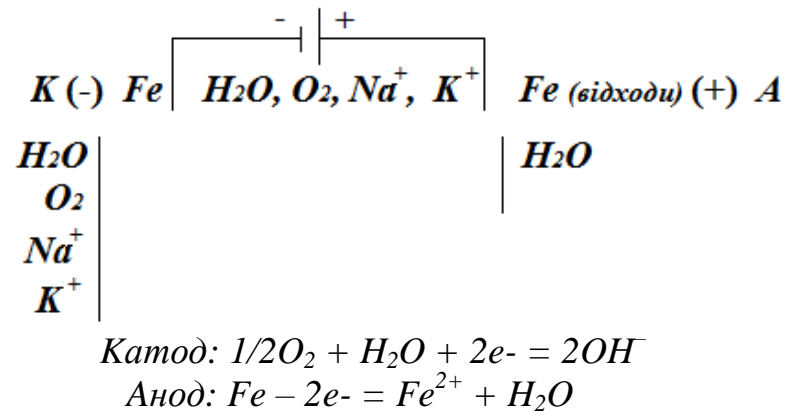 - +
K (-) Fe H₂O, O₂, Na⁺, K⁺ Fe (відходи) (+) A
H₂O H₂O
O₂
Na⁺
K⁺
Катод: 1/2O₂ + H₂O + 2e- = 2OH⁻
Анод: Fe – 2e- = Fe²⁺ + H₂O